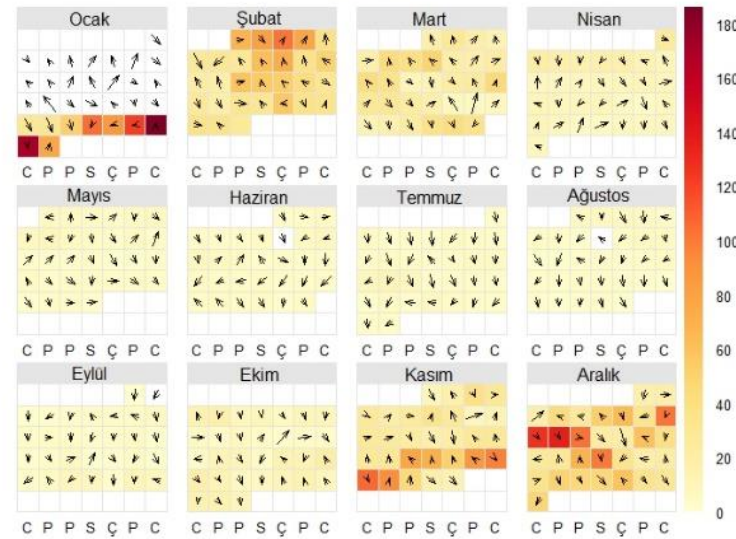 Ocak Şubat Mart Nisan
C P P S Ç P C C P P S Ç P C C P P S Ç P C C P P S Ç P C
Mayıs Haziran Temmuz Ağustos
C P P S Ç P C C P P S Ç P C C P P S Ç P C C P P S Ç P C
Eylül Ekim Kasım Aralık
C P P S Ç P C C P P S Ç P C C P P S Ç P C C P P S Ç P C
180
160
140
120
100
80
60
40
20
0